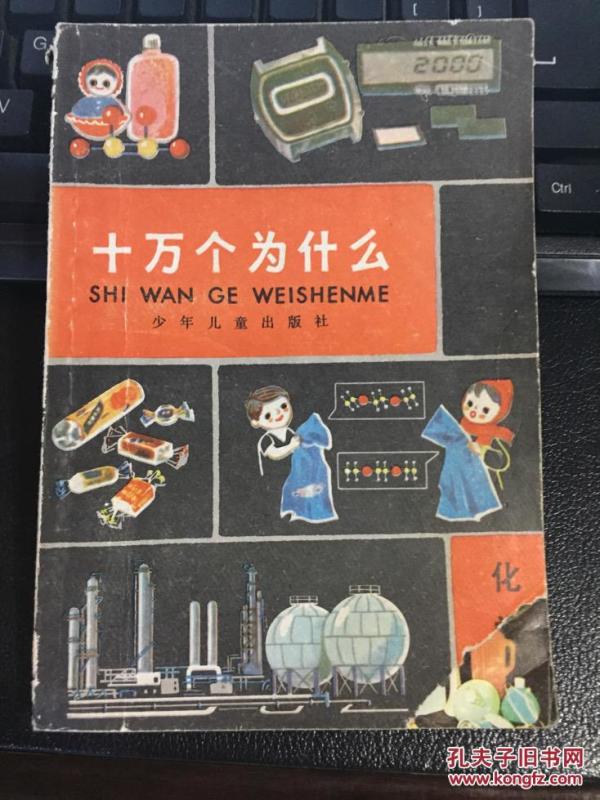 G
V
2000
Ctrl
十万个为什么
SHI WAN GE WEISHENME
少年儿童出版社
化
孔夫子旧书网
www.kongfz.com